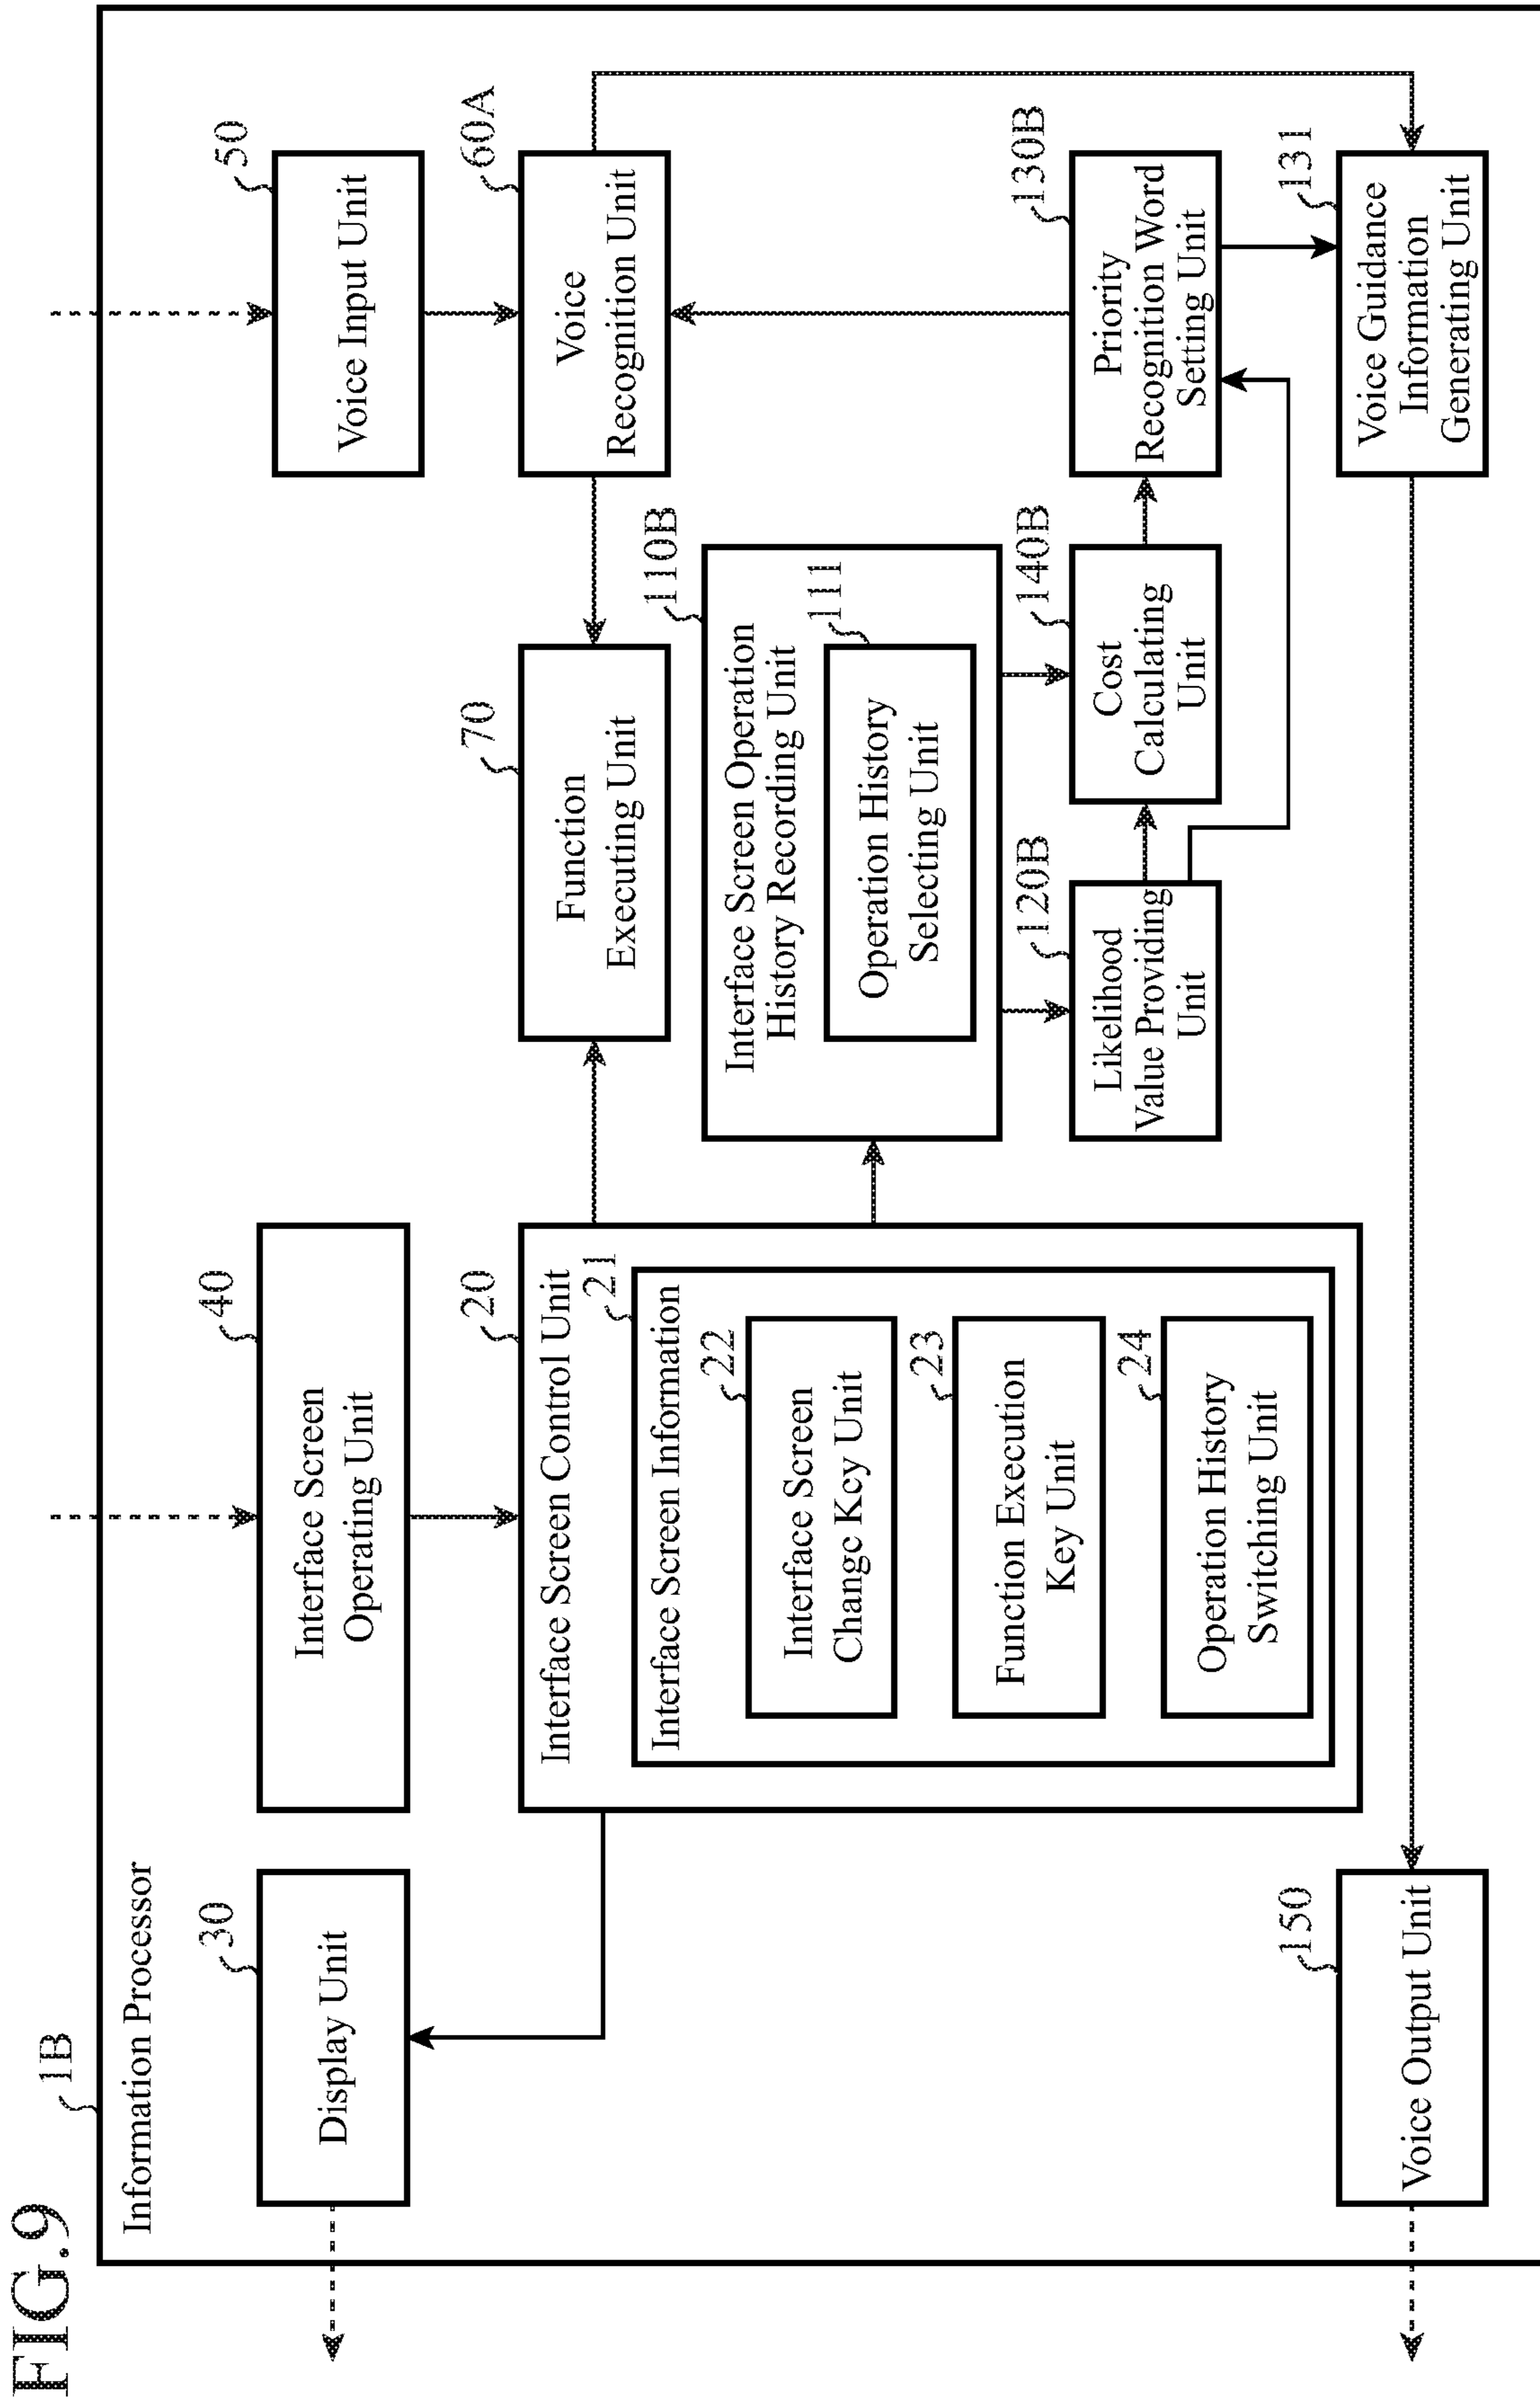 FIG.9
1B
Information Processor
30
Display Unit
40
Interface Screen
Operating Unit
50
Voice Input Unit
20
Interface Screen Control Unit
21
Interface Screen Information
22
Interface Screen
Change Key Unit
23
Function Execution
Key Unit
24
Operation History
Switching Unit
70
Function
Executing Unit
60A
Voice
Recognition Unit
110B
Interface Screen Operation
History Recording Unit
111
Operation History
Selecting Unit
120B
Likelihood
Value Providing
Unit
140B
Cost
Calculating
Unit
130B
Priority
Recognition Word
Setting Unit
150
Voice Output Unit
131
Voice Guidance
Information
Generating Unit